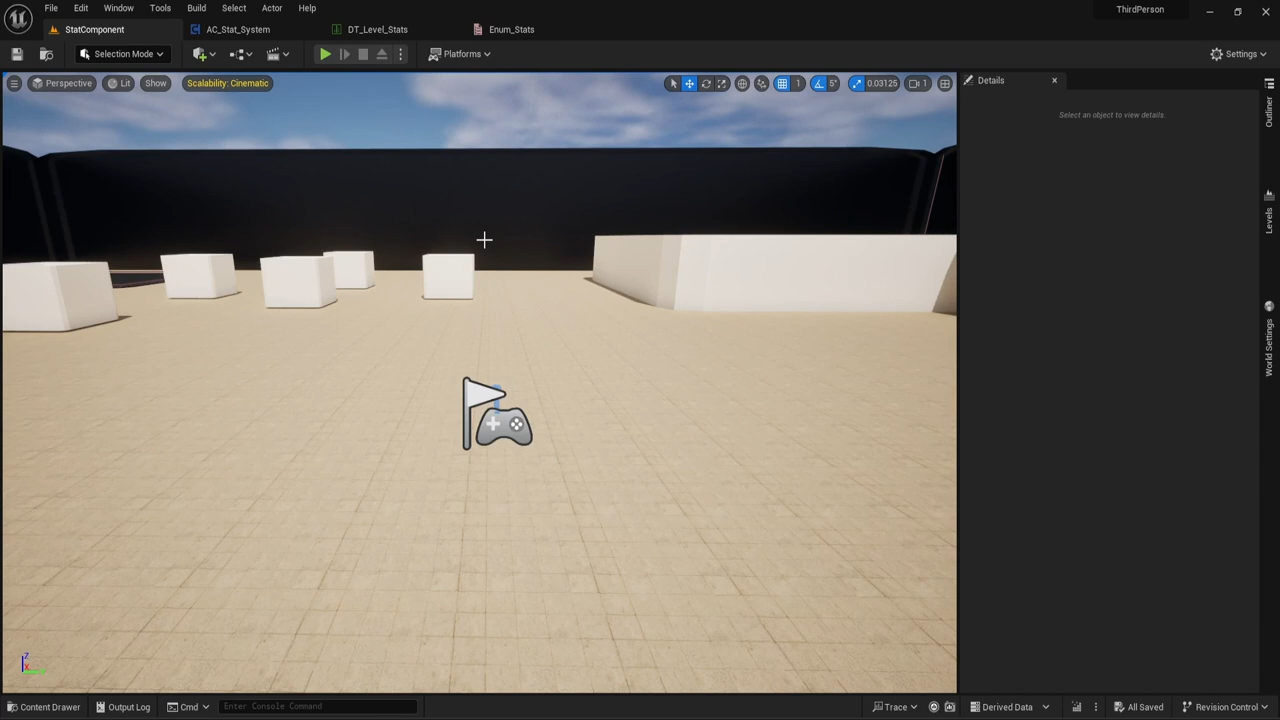 File Edit Window Tools Build Select Actor Help ThirdPerson
StatComponent AC_Stat_System DT_Level_Stats Enum_Stats
Selection Mode Platforms Settings
Perspective Lit Show Scalability: Cinematic 1 5° 0.03125 1 Details
Select an object to view details.
Outliner
Levels
World Settings
Z
X
Content Drawer Output Log Cmd Enter Console Command Trace Derived Data All Saved Revision Control